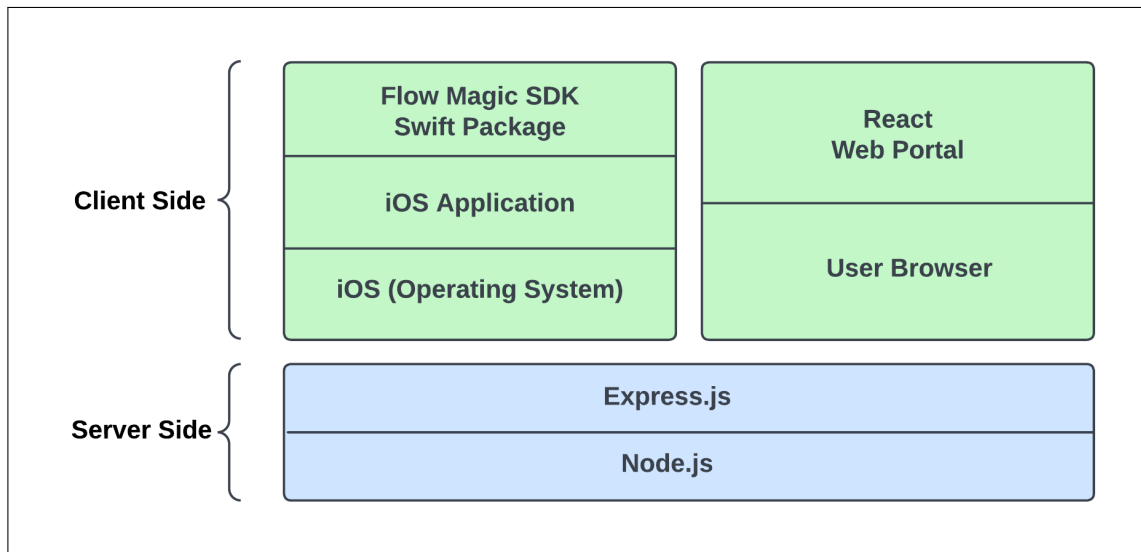 Client Side
Flow Magic SDK
Swift Package
iOS Application
iOS (Operating System)
React
Web Portal
User Browser
Server Side
Express.js
Node.js